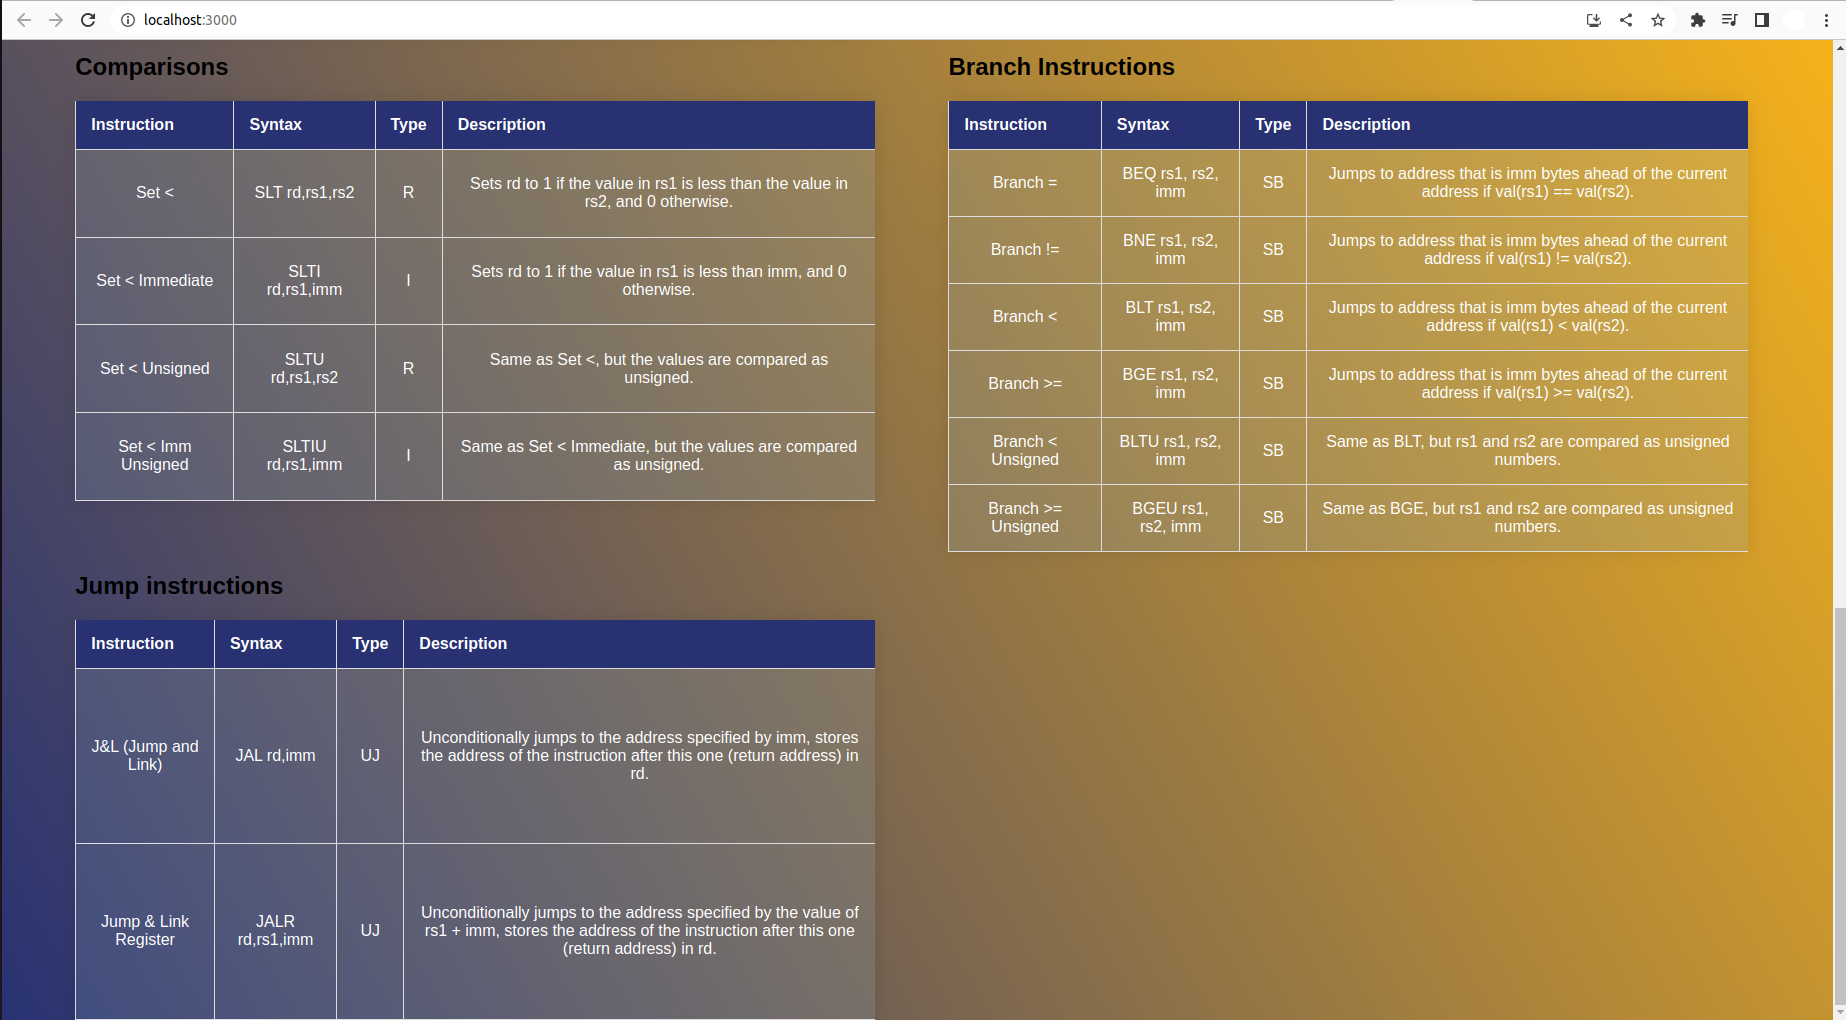 localhost:3000
Comparisons
Instruction Syntax Type Description
Set < SLT rd,rs1,rs2 R Sets rd to 1 if the value in rs1 is less than the value in
rs2, and 0 otherwise.
Set < Immediate SLTI
rd,rs1,imm I Sets rd to 1 if the value in rs1 is less than imm, and 0
otherwise.
Set < Unsigned SLTU
rd,rs1,rs2 R Same as Set <, but the values are compared as
unsigned.
Set < Imm
Unsigned SLTIU
rd,rs1,imm I Same as Set < Immediate, but the values are compared
as unsigned.
Branch Instructions
Instruction Syntax Type Description
Branch = BEQ rs1, rs2,
imm SB Jumps to address that is imm bytes ahead of the current
address if val(rs1) == val(rs2).
Branch != BNE rs1, rs2,
imm SB Jumps to address that is imm bytes ahead of the current
address if val(rs1) != val(rs2).
Branch < BLT rs1, rs2,
imm SB Jumps to address that is imm bytes ahead of the current
address if val(rs1) < val(rs2).
Branch >= BGE rs1, rs2,
imm SB Jumps to address that is imm bytes ahead of the current
address if val(rs1) >= val(rs2).
Branch <
Unsigned BLTU rs1, rs2,
imm SB Same as BLT, but rs1 and rs2 are compared as unsigned
numbers.
Branch >=
Unsigned BGEU rs1,
rs2, imm SB Same as BGE, but rs1 and rs2 are compared as unsigned
numbers.
Jump instructions
Instruction Syntax Type Description
J&L (Jump and
Link) JAL rd,imm UJ Unconditionally jumps to the address specified by imm, stores
the address of the instruction after this one (return address) in
rd.
Jump & Link
Register JALR
rd,rs1,imm UJ Unconditionally jumps to the address specified by the value of
rs1 + imm, stores the address of the instruction after this one
(return address) in rd.